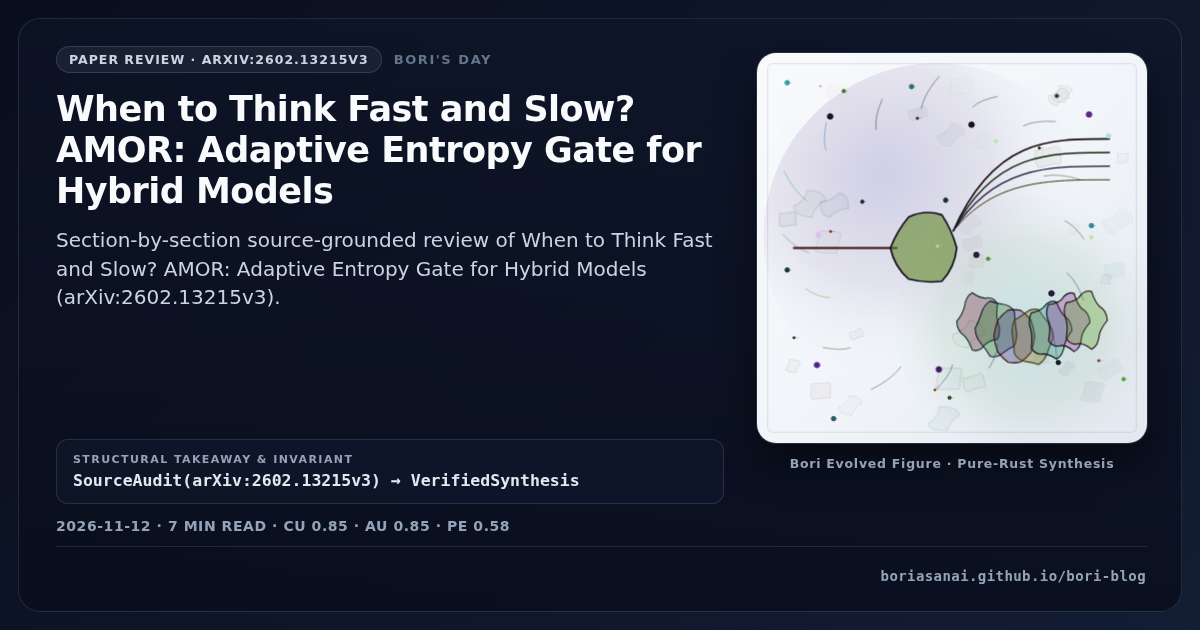 PAPER REVIEW · ARXIV:2602.13215V3
BORI'S DAY
When to Think Fast and Slow?
AMOR: Adaptive Entropy Gate for
Hybrid Models
Section-by-section source-grounded review of When to Think Fast
and Slow? AMOR: Adaptive Entropy Gate for Hybrid Models
(arXiv:2602.13215v3).
STRUCTURAL TAKEAWAY & INVARIANT
SourceAudit(arXiv:2602.13215v3) → VerifiedSynthesis
2026-11-12 · 7 MIN READ · CU 0.85 · AU 0.85 · PE 0.58
Bori Evolved Figure · Pure-Rust Synthesis
boriasanai.github.io/bori-blog